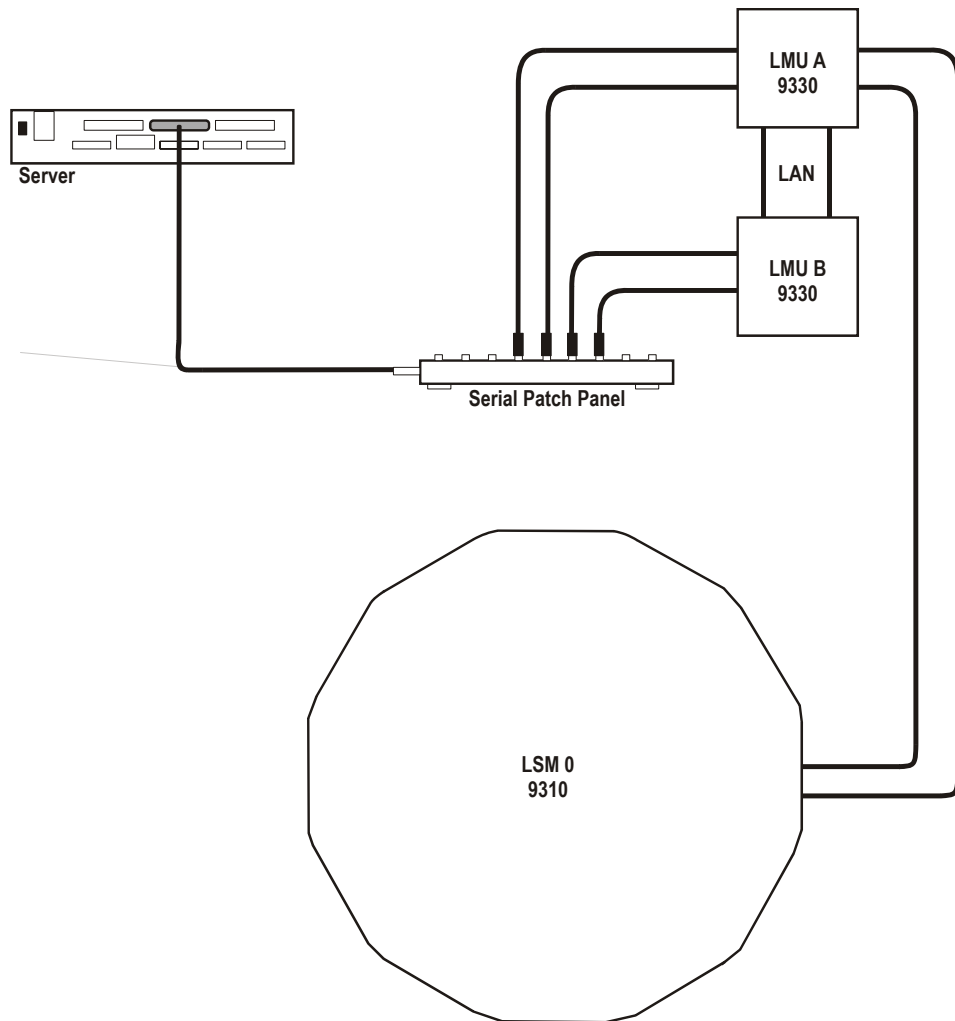 LMU A
9330
Server
LAN
LMU B
9330
Serial Patch Panel
LSM 0
9310